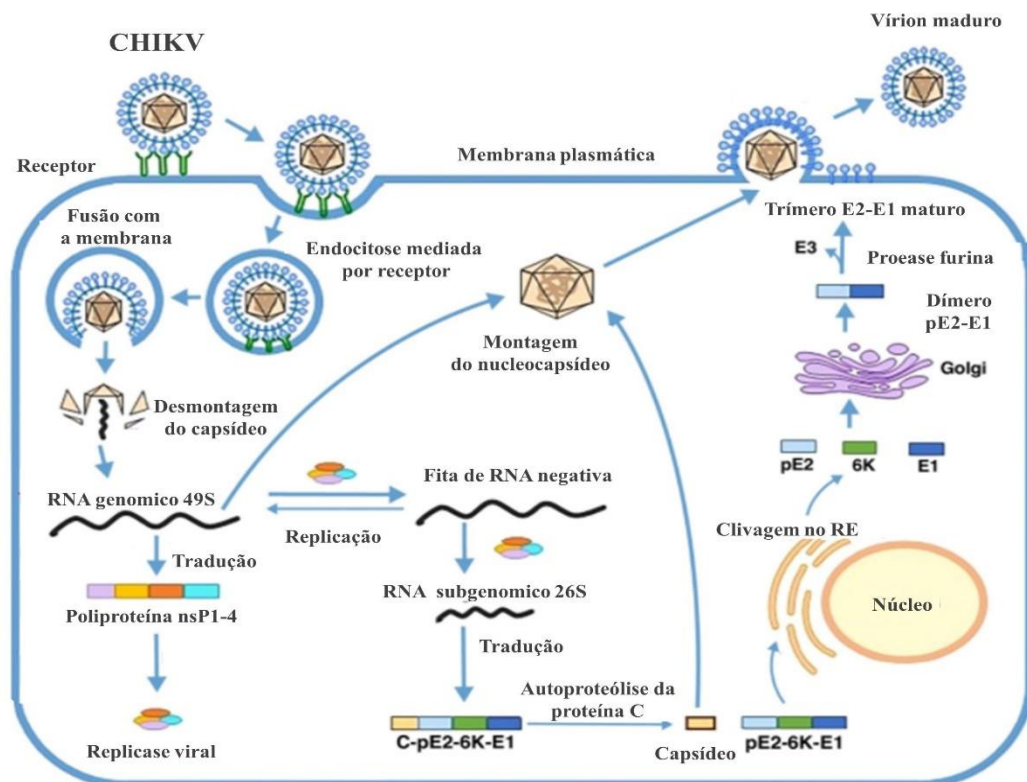 CHIKV
Vírion maduro
Receptor
Membrana plasmática
Fusão com
a membrana
Endocitose mediada
por receptor
Trímero E2-E1 maturo
E3
Proease furina
Dímero
pE2-E1
Montagem
do nucleocapsídeo
Golgi
Desmontagem
do capsídeo
pE2
6K
E1
RNA genomico 49S
Fita de RNA negativa
Replicação
Clivagem no RE
Tradução
RNA subgenomico 26S
Núcleo
Poliproteína nsP1-4
Tradução
Autoproteólise da
proteína C
Replicase viral
C-pE2-6K-E1
Capsídeo
pE2-6K-E1